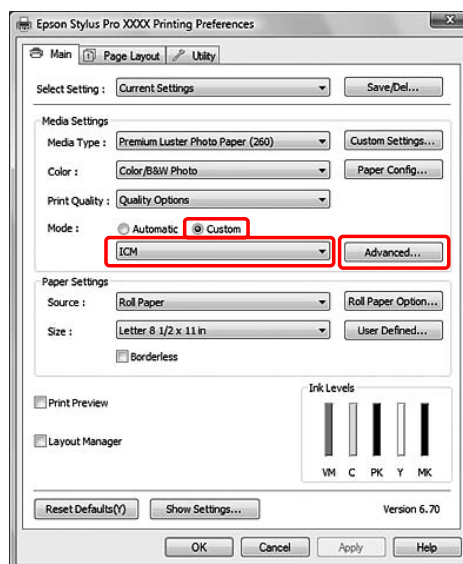 Epson Stylus Pro XXXX Printing Preferences
X
Main Page Layout Utility
Select Setting : Current Settings Save/Del...
Media Settings
Media Type : Premium Luster Photo Paper (260) Custom Settings...
Color : Color/B&W Photo Paper Config...
Print Quality : Quality Options
Mode : Automatic Custom
ICM Advanced...
Paper Settings
Source : Roll Paper Roll Paper Option...
Size : Letter 8 1/2 x 11 in User Defined...
Borderless
Print Preview
Layout Manager
Ink Levels
VM C PK Y MK
Reset Defaults(Y) Show Settings... Version 6.70
OK Cancel Apply Help